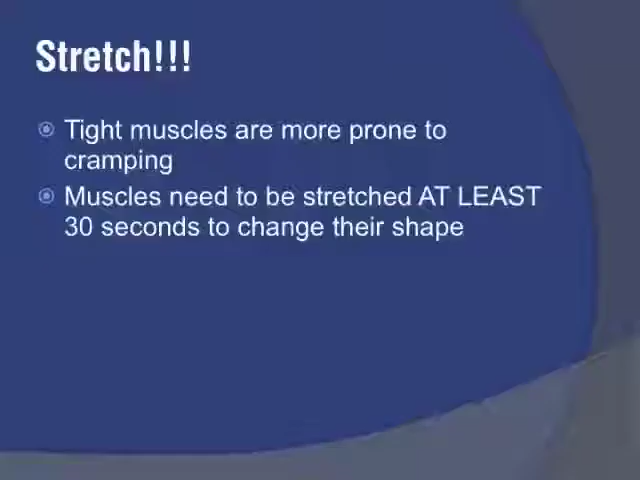 Stretch!!!
Tight muscles are more prone to
cramping
Muscles need to be stretched AT LEAST
30 seconds to change their shape